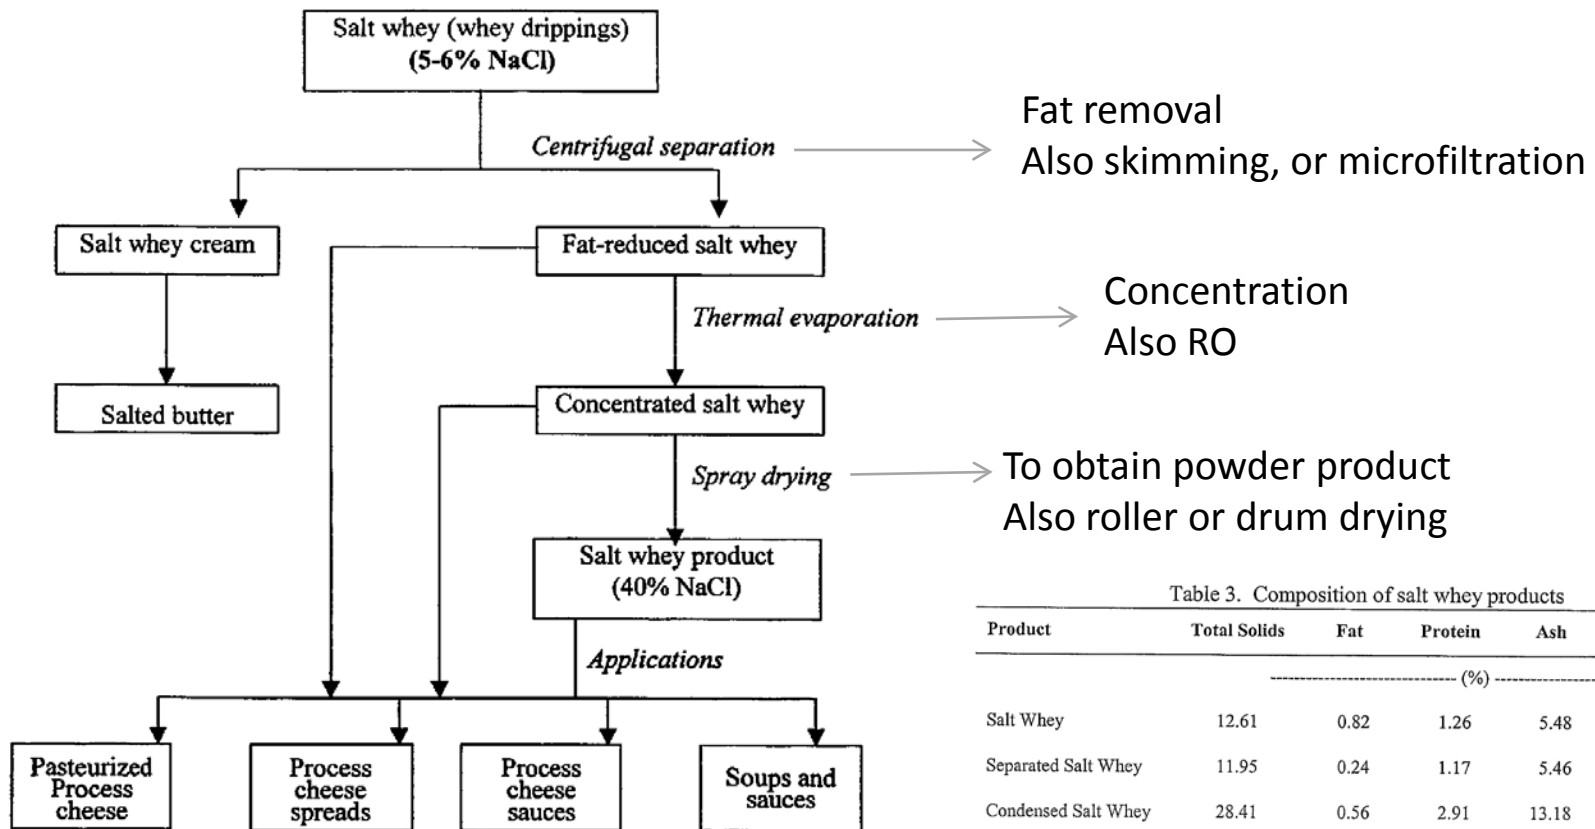 Salt whey (whey drippings)
(5-6% NaCl)
Centrifugal separation
Fat removal
Also skimming, or microfiltration
Salt whey cream
Fat-reduced salt whey
Thermal evaporation
Concentration
Also RO
Salted butter
Concentrated salt whey
Spray drying
To obtain powder product
Also roller or drum drying
Salt whey product
(40% NaCl)
Applications
Pasteurized
Process
cheese
Process
cheese
spreads
Process
cheese
sauces
Soups and
sauces
Table 3. Composition of salt whey products
Product Total Solids Fat Protein Ash
(%)
Salt Whey 12.61 0.82 1.26 5.48
Separated Salt Whey 11.95 0.24 1.17 5.46
Condensed Salt Whey 28.41 0.56 2.91 13.18